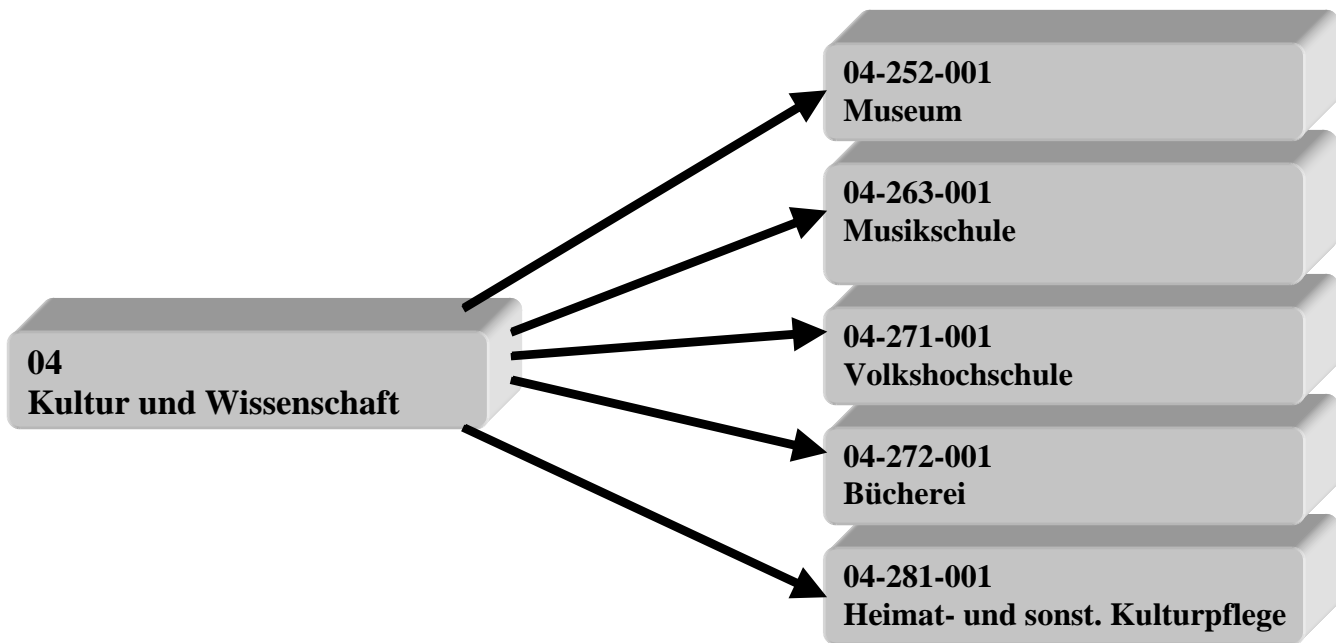 04
Kultur und Wissenschaft
04-252-001
Museum
04-263-001
Musikschule
04-271-001
Volkshochschule
04-272-001
Bücherei
04-281-001
Heimat- und sonst. Kulturpflege